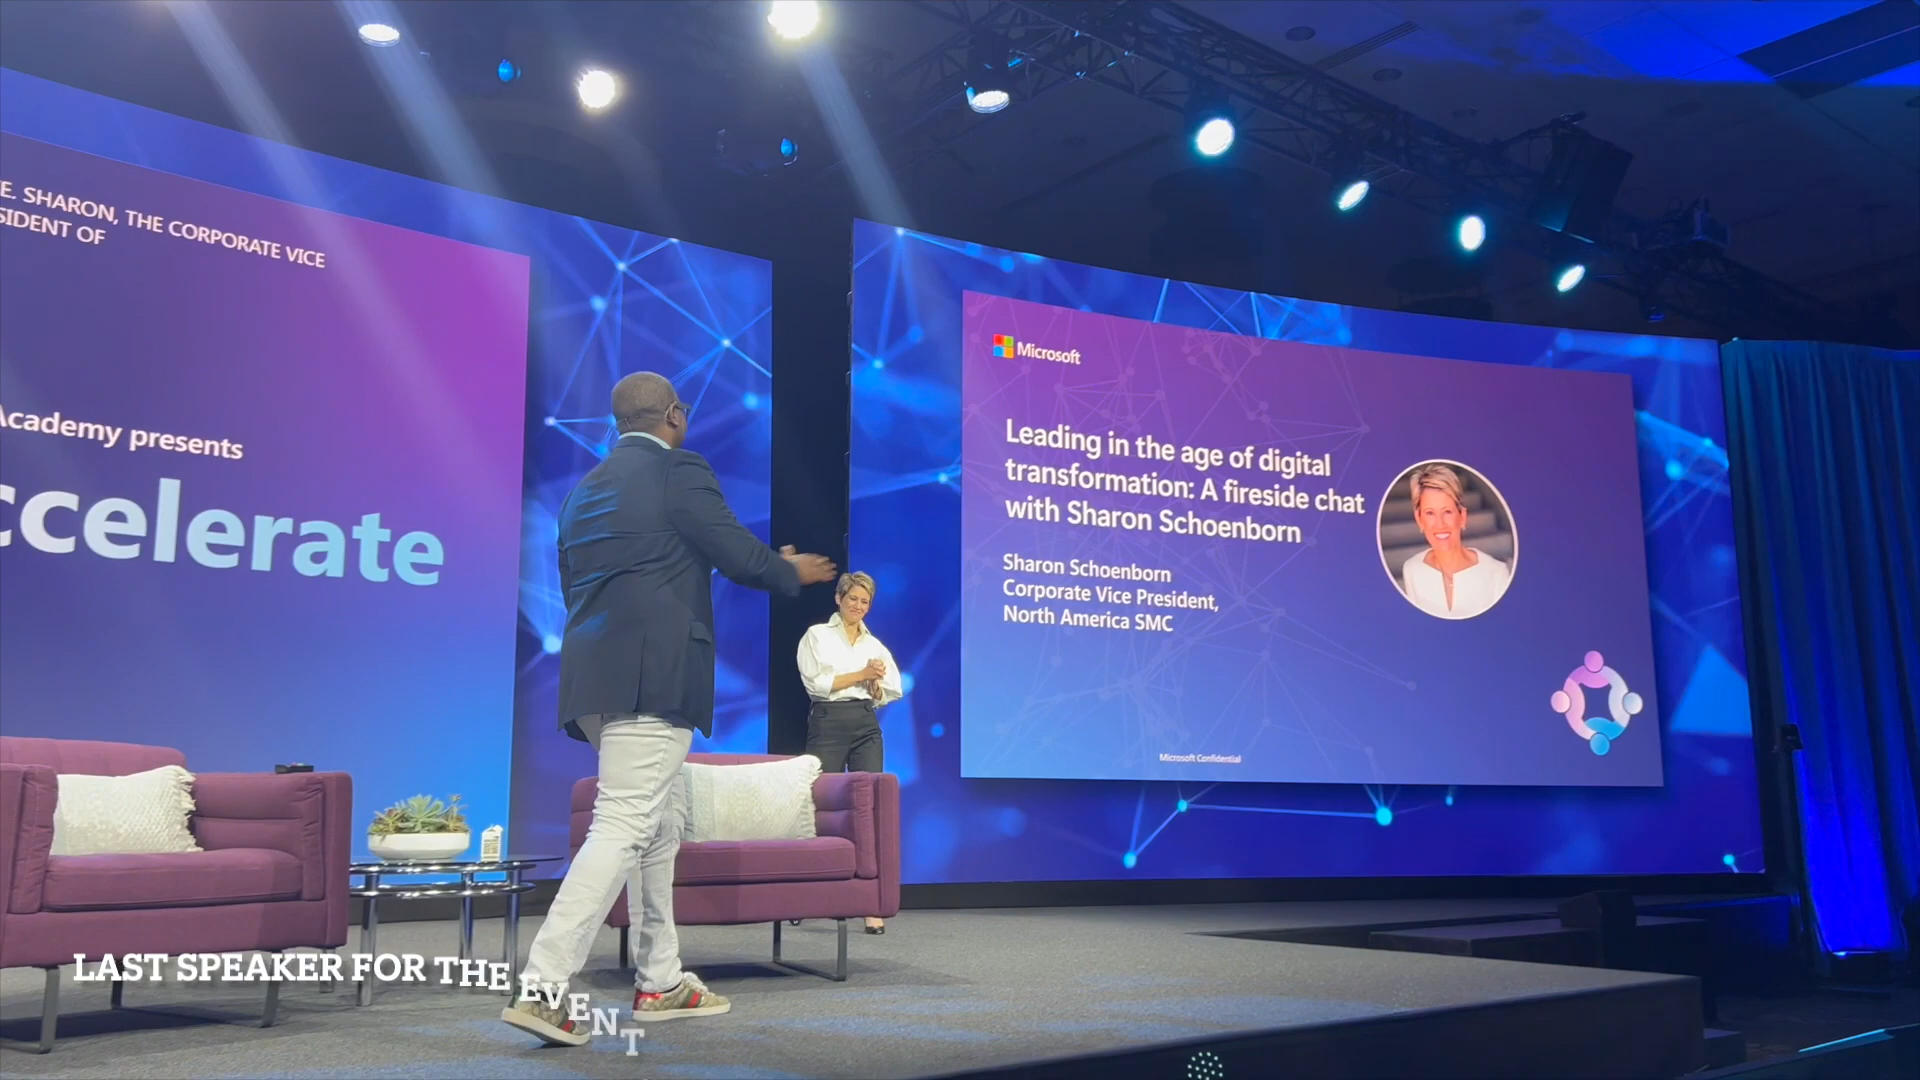 E. SHARON, THE CORPORATE VICE
SIDENT OF
Academy presents
ccelerate
Microsoft
Leading in the age of digital
transformation: A fireside chat
with Sharon Schoenborn
Sharon Schoenborn
Corporate Vice President,
North America SMC
Microsoft Confidential
LAST SPEAKER FOR THE EVENT